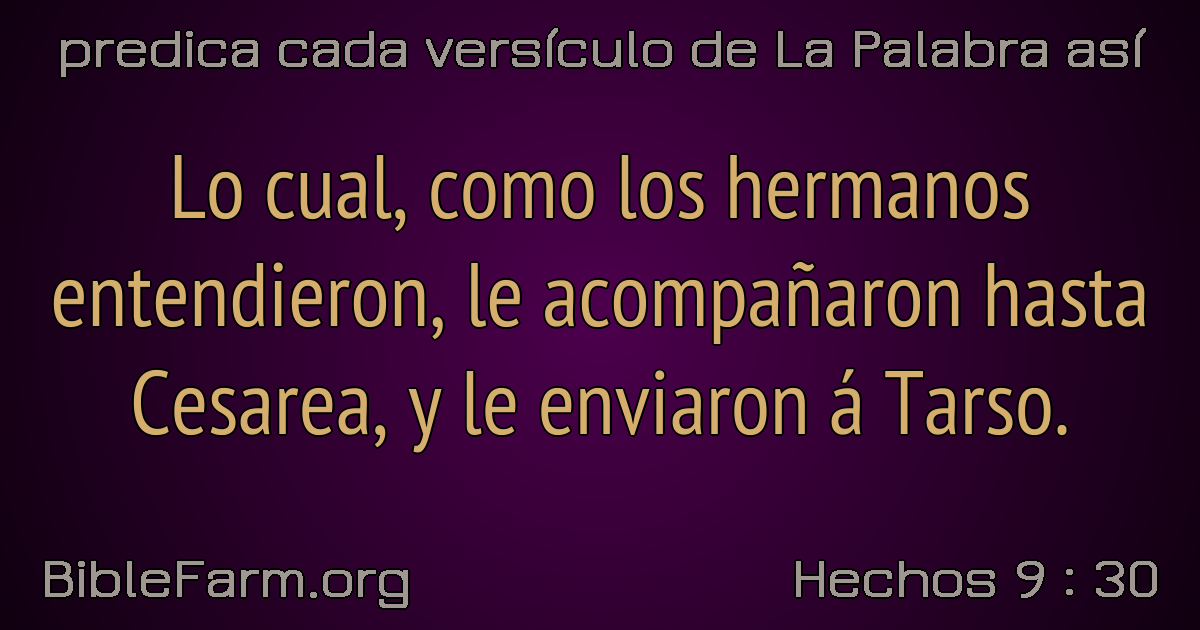 predica cada versículo de La Palabra así
Lo cual, como los hermanos
entendieron, le acompañaron hasta
Cesarea, y le enviaron á Tarso.
BibleFarm.org
Hechos 9 : 30